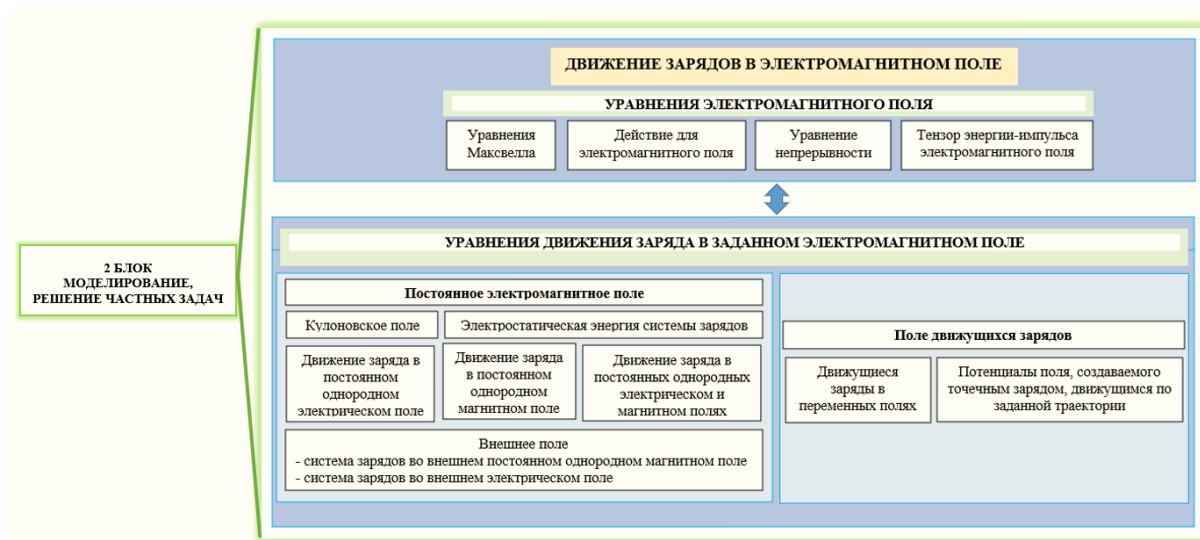 ДВИЖЕНИЕ ЗАРЯДОВ В ЭЛЕКТРОМАГНИТНОМ ПОЛЕ
УРАВНЕНИЯ ЭЛЕКТРОМАГНИТНОГО ПОЛЯ
Уравнения
Максвелла
Действие для
электромагнитного поля
Уравнение
непрерывности
Тензор энергии-импульса
электромагнитного поля
2 БЛОК
МОДЕЛИРОВАНИЕ,
РЕШЕНИЕ ЧАСТНЫХ ЗАДАЧ
УРАВНЕНИЯ ДВИЖЕНИЯ ЗАРЯДА В ЗАДАННОМ ЭЛЕКТРОМАГНИТНОМ ПОЛЕ
Постоянное электромагнитное поле
Кулоновское поле
Электростатическая энергия системы зарядов
Движение заряда в
постоянном
однородном
электрическом поле
Движение заряда
в постоянном
однородном
магнитном поле
Движение заряда в
постоянных однородных
электрическом и
магнитном полях
Внешнее поле
- система зарядов во внешнем постоянном однородном магнитном поле
- система зарядов во внешнем электрическом поле
Поле движущихся зарядов
Движущиеся
заряды в
переменных полях
Потенциалы поля, создаваемого
точечным зарядом, движущимся по
заданной траектории